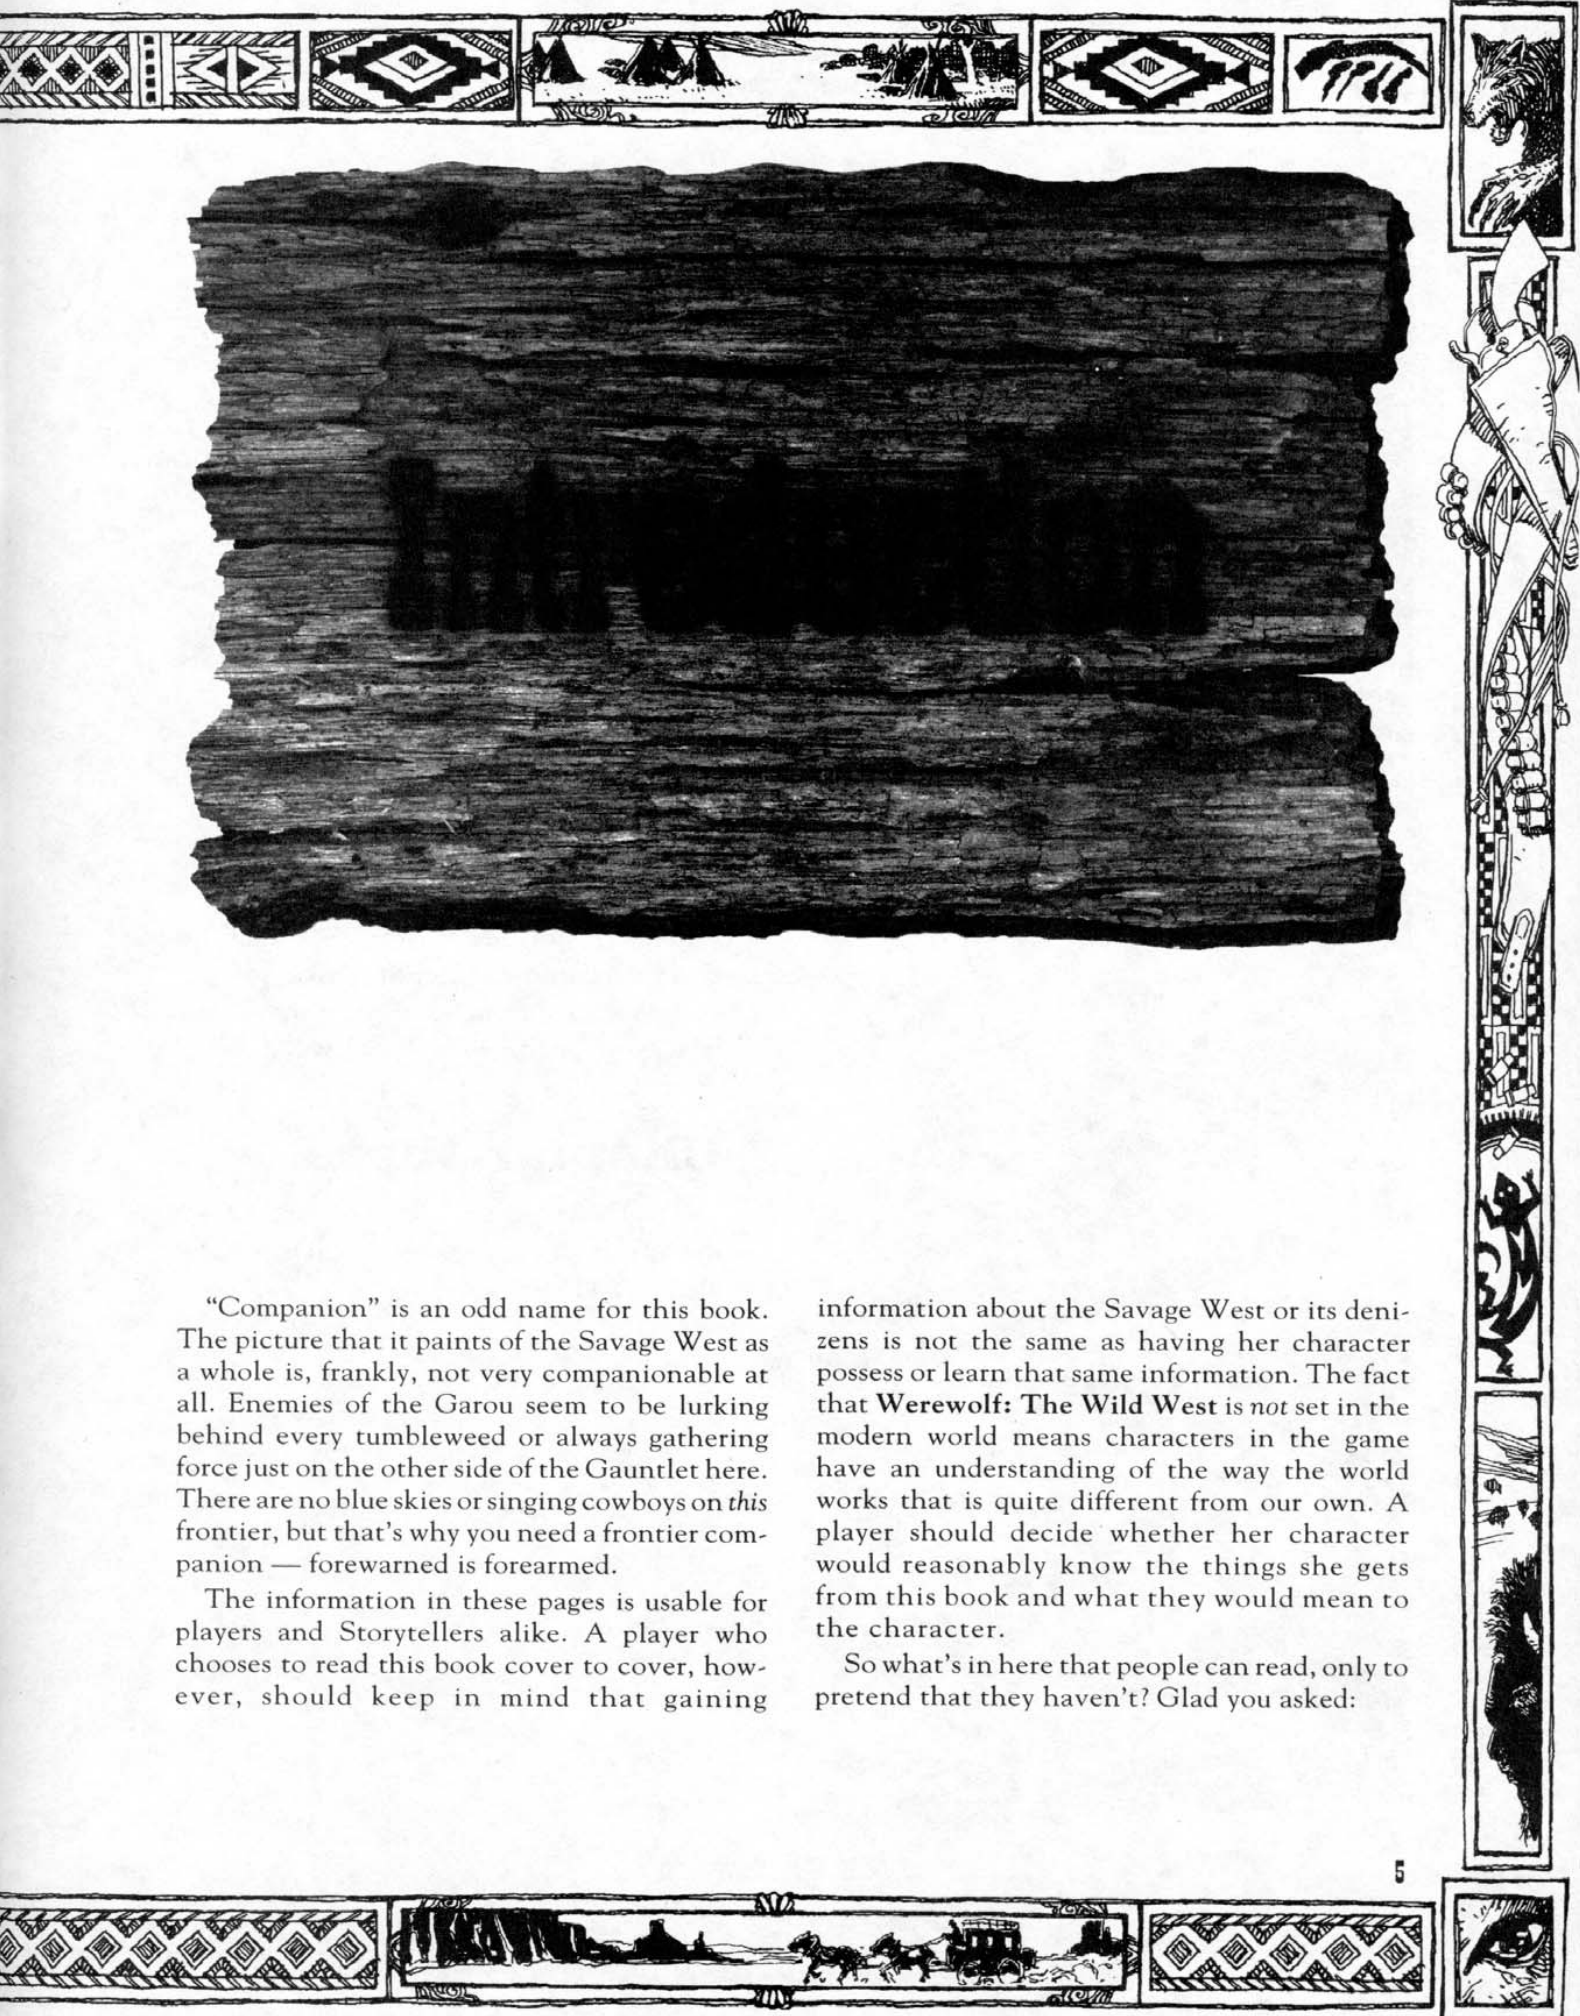 Introduction
“Companion” is an odd name for this book.
The picture that it paints of the Savage West as
a whole is, frankly, not very companionable at
all. Enemies of the Garou seem to be lurking
behind every tumbleweed or always gathering
force just on the other side of the Gauntlet here.
There are no blue skies or singing cowboys on this
frontier, but that’s why you need a frontier com-
panion — forewarned is forearmed.
The information in these pages is usable for
players and Storytellers alike. A player who
chooses to read this book cover to cover, how-
ever, should keep in mind that gaining
information about the Savage West or its deni-
zens is not the same as having her character
possess or learn that same information. The fact
that Werewolf: The Wild West is not set in the
modern world means characters in the game
have an understanding of the way the world
works that is quite different from our own. A
player should decide whether her character
would reasonably know the things she gets
from this book and what they would mean to
the character.
So what’s in here that people can read, only to
pretend that they haven’t? Glad you asked:
5